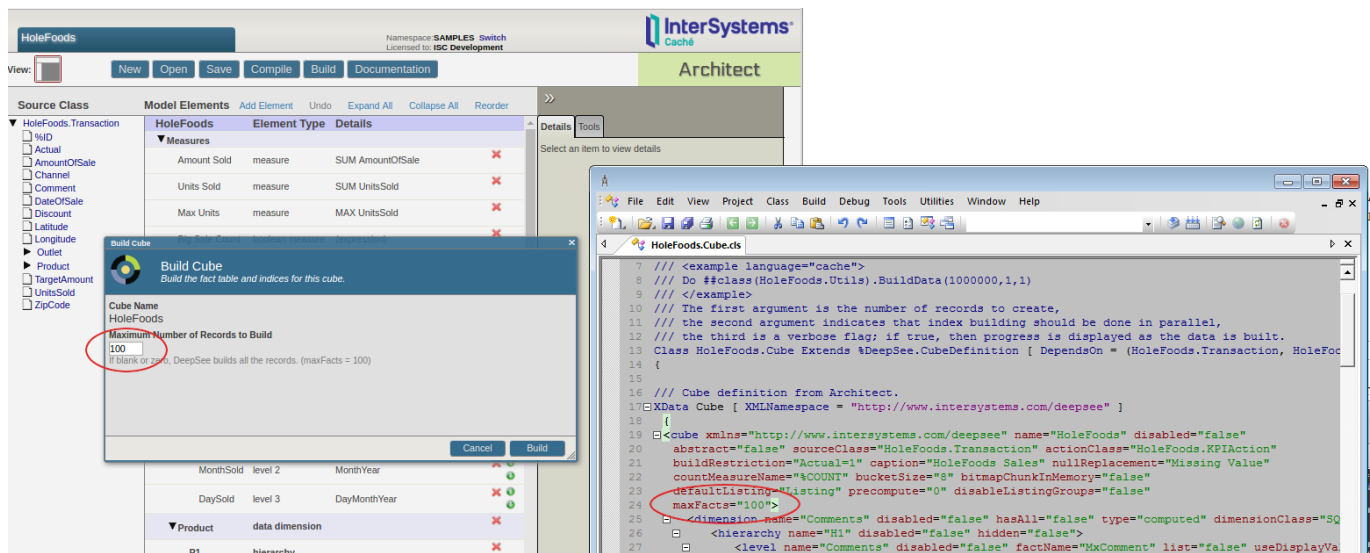 HoleFoods
Namespace:SAMPLES Switch
Licensed to: ISC Development
InterSystems
Caché
View:
New Open Save Compile Build Documentation
Architect
Source Class
HoleFoods.Transaction
%ID
Actual
AmountOfSale
Channel
Comment
DateOfSale
Discount
Latitude
Longitude
Outlet
Product
TargetAmount
UnitsSold
ZipCode
Model Elements Add Element Undo Expand All Collapse All Reorder
HoleFoods Element Type Details
Measures
Amount Sold measure SUM AmountOfSale
Units Sold measure SUM UnitsSold
Max Units measure MAX UnitsSold
»
Details Tools
Select an item to view details
Build Cube
Build Cube
Build the fact table and indices for this cube.
Cube Name
HoleFoods
Maximum Number of Records to Build
100
If blank or zero, DeepSee builds all the records. (maxFacts = 100)
Cancel Build
MonthSold level 2 MonthYear
DaySold level 3 DayMonthYear
Product data dimension
hierarchy
File Edit View Project Class Build Debug Tools Utilities Window Help
HoleFoods.Cube.cls
7 /// <example language="cache">
8 /// Do ##class(HoleFoods.Utils).BuildData(1000000,1,1)
9 /// </example>
10 /// The first argument is the number of records to create,
11 /// the second argument indicates that index building should be done in parallel,
12 /// the third is a verbose flag; if true, then progress is displayed as the data is built.
13 Class HoleFoods.Cube Extends %DeepSee.CubeDefinition [ DependsOn = (HoleFoods.Transaction, HoleFoc
14 {
15
16 /// Cube definition from Architect.
17 XData Cube [ XMLNamespace = "http://www.intersystems.com/deepsee" ]
18 {
19 <cube xmlns="http://www.intersystems.com/deepsee" name="HoleFoods" disabled="false"
20 abstract="false" sourceClass="HoleFoods.Transaction" actionClass="HoleFoods.KPIAction"
21 buildRestriction="Actual=1" caption="HoleFoods Sales" nullReplacement="Missing Value"
22 countMeasureName="%COUNT" bucketSize="8" bitmapChunkInMemory="false"
23 defaultListing="Listing" precompute="0" disableListingGroups="false"
24 maxFacts="100">
25 <dimension name="Comments" disabled="false" hasAll="false" type="computed" dimensionClass="SQ
26 <hierarchy name="H1" disabled="false" hidden="false">
27 <level name="Comments" disabled="false" factName="MxComment" list="false" useDisplayVa